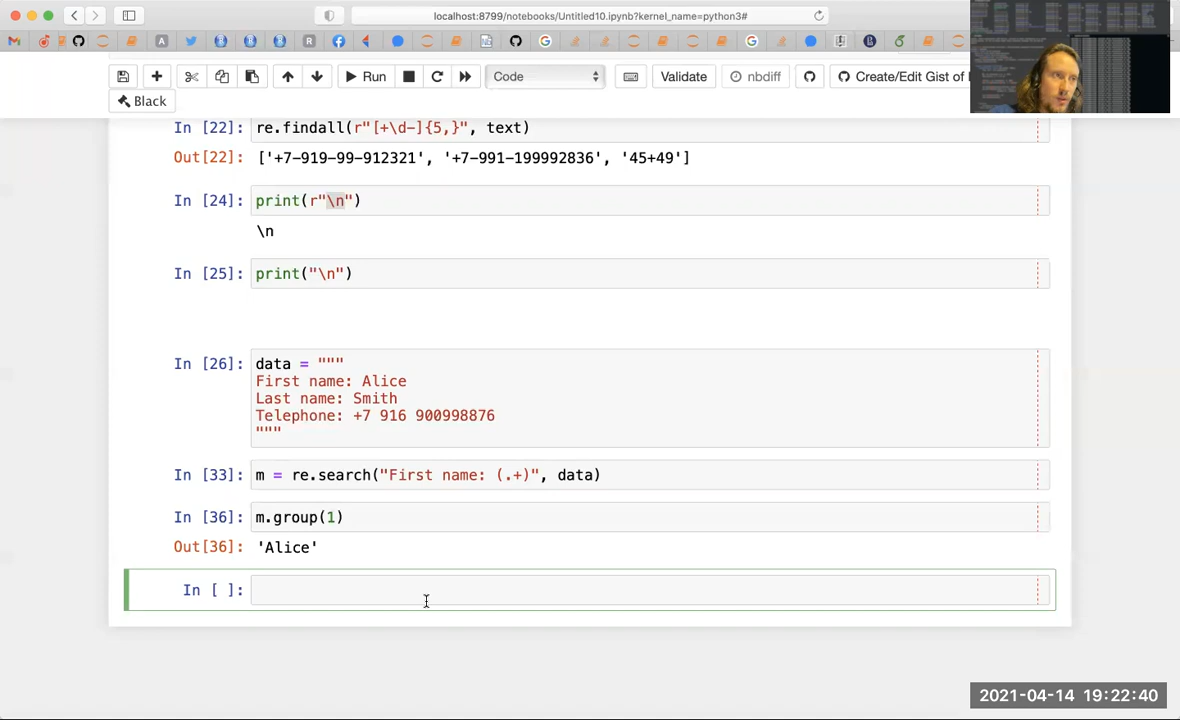 localhost:8799/notebooks/Untitled10.ipynb?kernel_name=python3#
Run
Code
Validate
nbdiff
Create/Edit Gist of
Black
In [22]: re.findall(r"[+\d-]{5,}", text)
Out[22]: ['+7-919-99-912321', '+7-991-199992836', '45+49']
In [24]: print(r"\n")
\n
In [25]: print("\n")
In [26]: data = """
First name: Alice
Last name: Smith
Telephone: +7 916 900998876
"""
In [33]: m = re.search("First name: (.+)", data)
In [36]: m.group(1)
Out[36]: 'Alice'
In [ ]:
2021-04-14 19:22:40